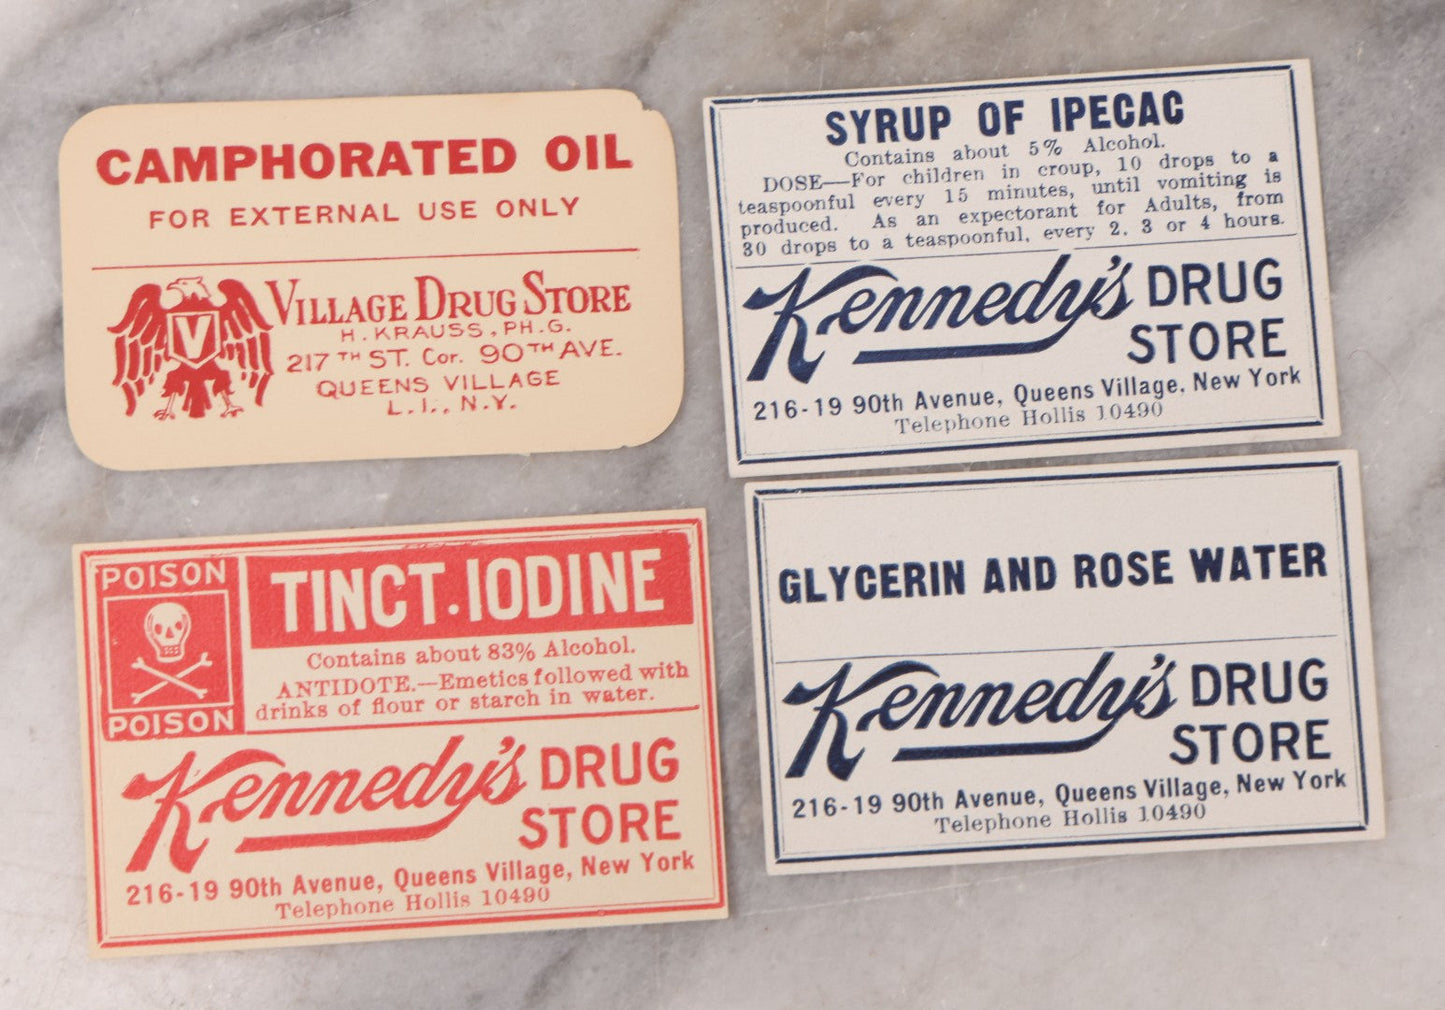 CAMPHORATED OIL
FOR EXTERNAL USE ONLY
V
VILLAGE DRUG STORE
H. KRAUSS, PH. G.
217TH ST. Cor. 90TH AVE.
QUEENS VILLAGE
L. I., N.Y.
SYRUP OF IPECAC
Contains about 5% Alcohol.
DOSE—For children in croup, 10 drops to a
teaspoonful every 15 minutes, until vomiting is
produced. As an expectorant for Adults, from
30 drops to a teaspoonful, every 2, 3 or 4 hours.
Kennedy's DRUG
STORE
216-19 90th Avenue, Queens Village, New York
Telephone Hollis 10490
POISON
POISON
TINCT. IODINE
Contains about 83% Alcohol.
ANTIDOTE.—Emetics followed with
drinks of flour or starch in water.
Kennedy's DRUG
STORE
216-19 90th Avenue, Queens Village, New York
Telephone Hollis 10490
GLYCERIN AND ROSE WATER
Kennedy's DRUG
STORE
216-19 90th Avenue, Queens Village, New York
Telephone Hollis 10490